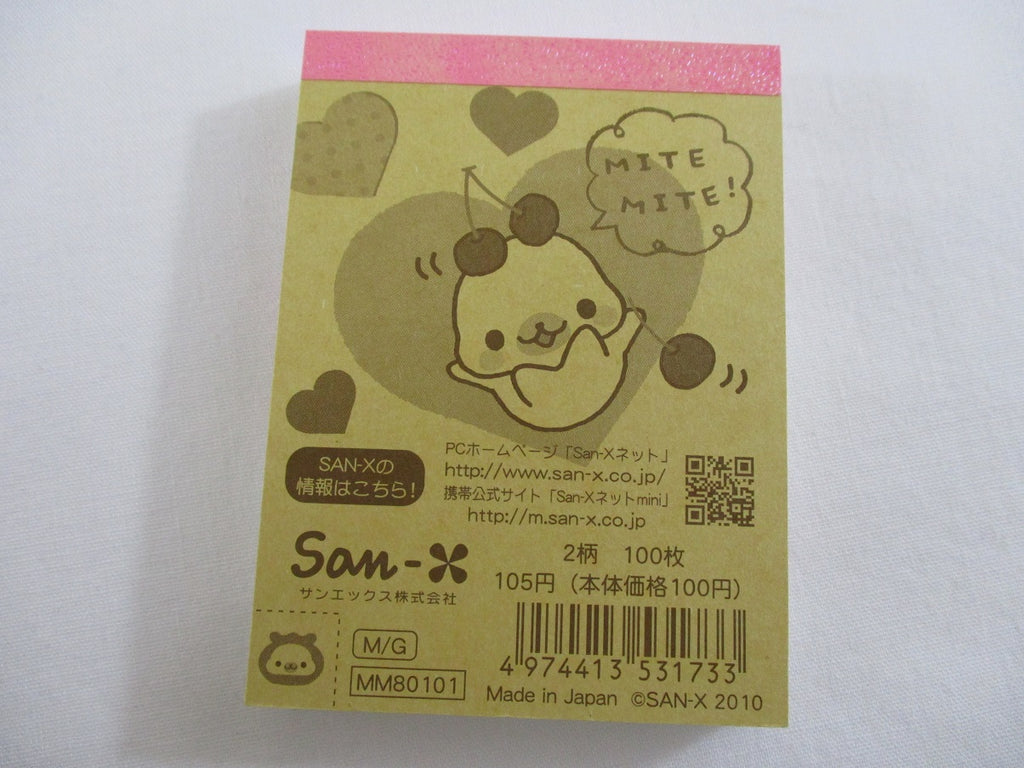 MITE
MITE!
SAN-Xの
情報はこちら!
PCホームページ「San-Xネット」
http://www.san-x.co.jp/
携帯公式サイト「San-Xネットmini」
http://m.san-x.co.jp
San-X
サンエックス株式会社
2柄 100枚
105円（本体価格100円）
M/G
MM80101
4 974413 531733
Made in Japan ©SAN-X 2010